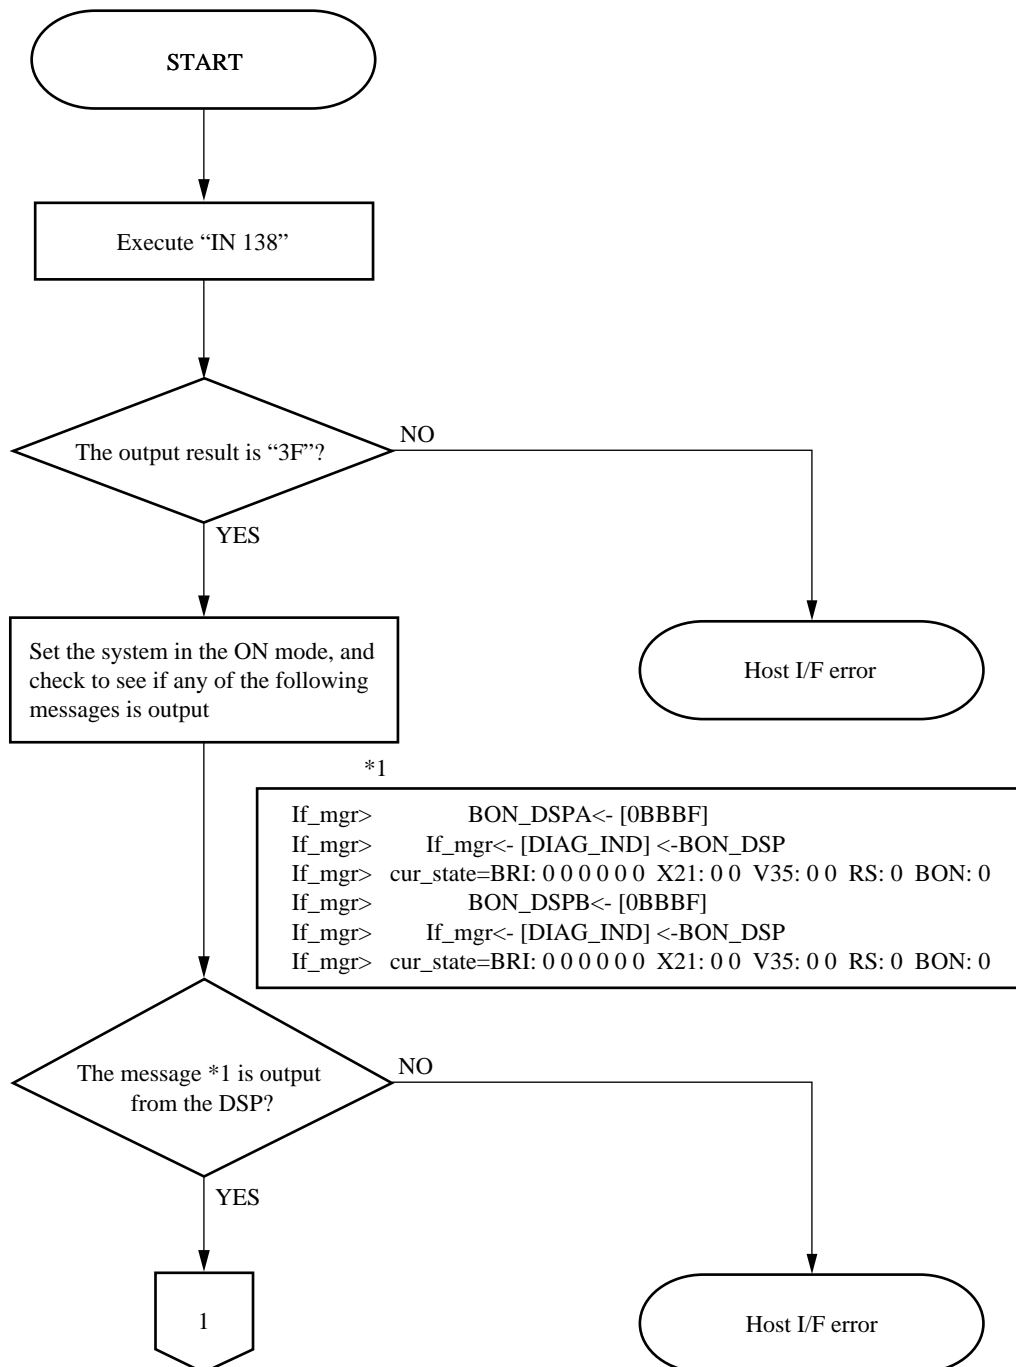 START
Execute “IN 138”
The output result is “3F”?
NO
YES
Set the system in the ON mode, and
check to see if any of the following
messages is output
Host I/F error
*1
If_mgr> BON_DSPA<- [0BBBF]
If_mgr> If_mgr<- [DIAG_IND] <-BON_DSP
If_mgr> cur_state=BRI: 0 0 0 0 0 0 X21: 0 0 V35: 0 0 RS: 0 BON: 0
If_mgr> BON_DSPB<- [0BBBF]
If_mgr> If_mgr<- [DIAG_IND] <-BON_DSP
If_mgr> cur_state=BRI: 0 0 0 0 0 0 X21: 0 0 V35: 0 0 RS: 0 BON: 0
The message *1 is output
from the DSP?
NO
YES
1
Host I/F error